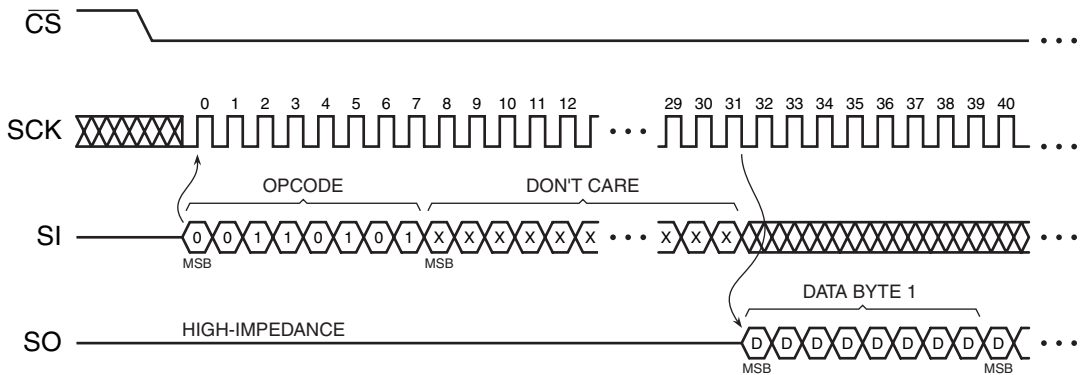 CS
0 1 2 3 4 5 6 7 8 9 10 11 12 29 30 31 32 33 34 35 36 37 38 39 40
SCK
OPCODE DON'T CARE
SI 0 0 1 1 0 1 0 1 X X X X X X X X X
MSB MSB
DATA BYTE 1
HIGH-IMPEDANCE
SO D D D D D D D D D
MSB MSB